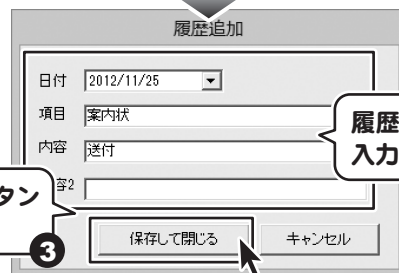 履歴追加
日付 2012/11/25
項目 案内状
内容 送付
履歴
入力
容2
タン
3
保存して閉じる
キャンセル